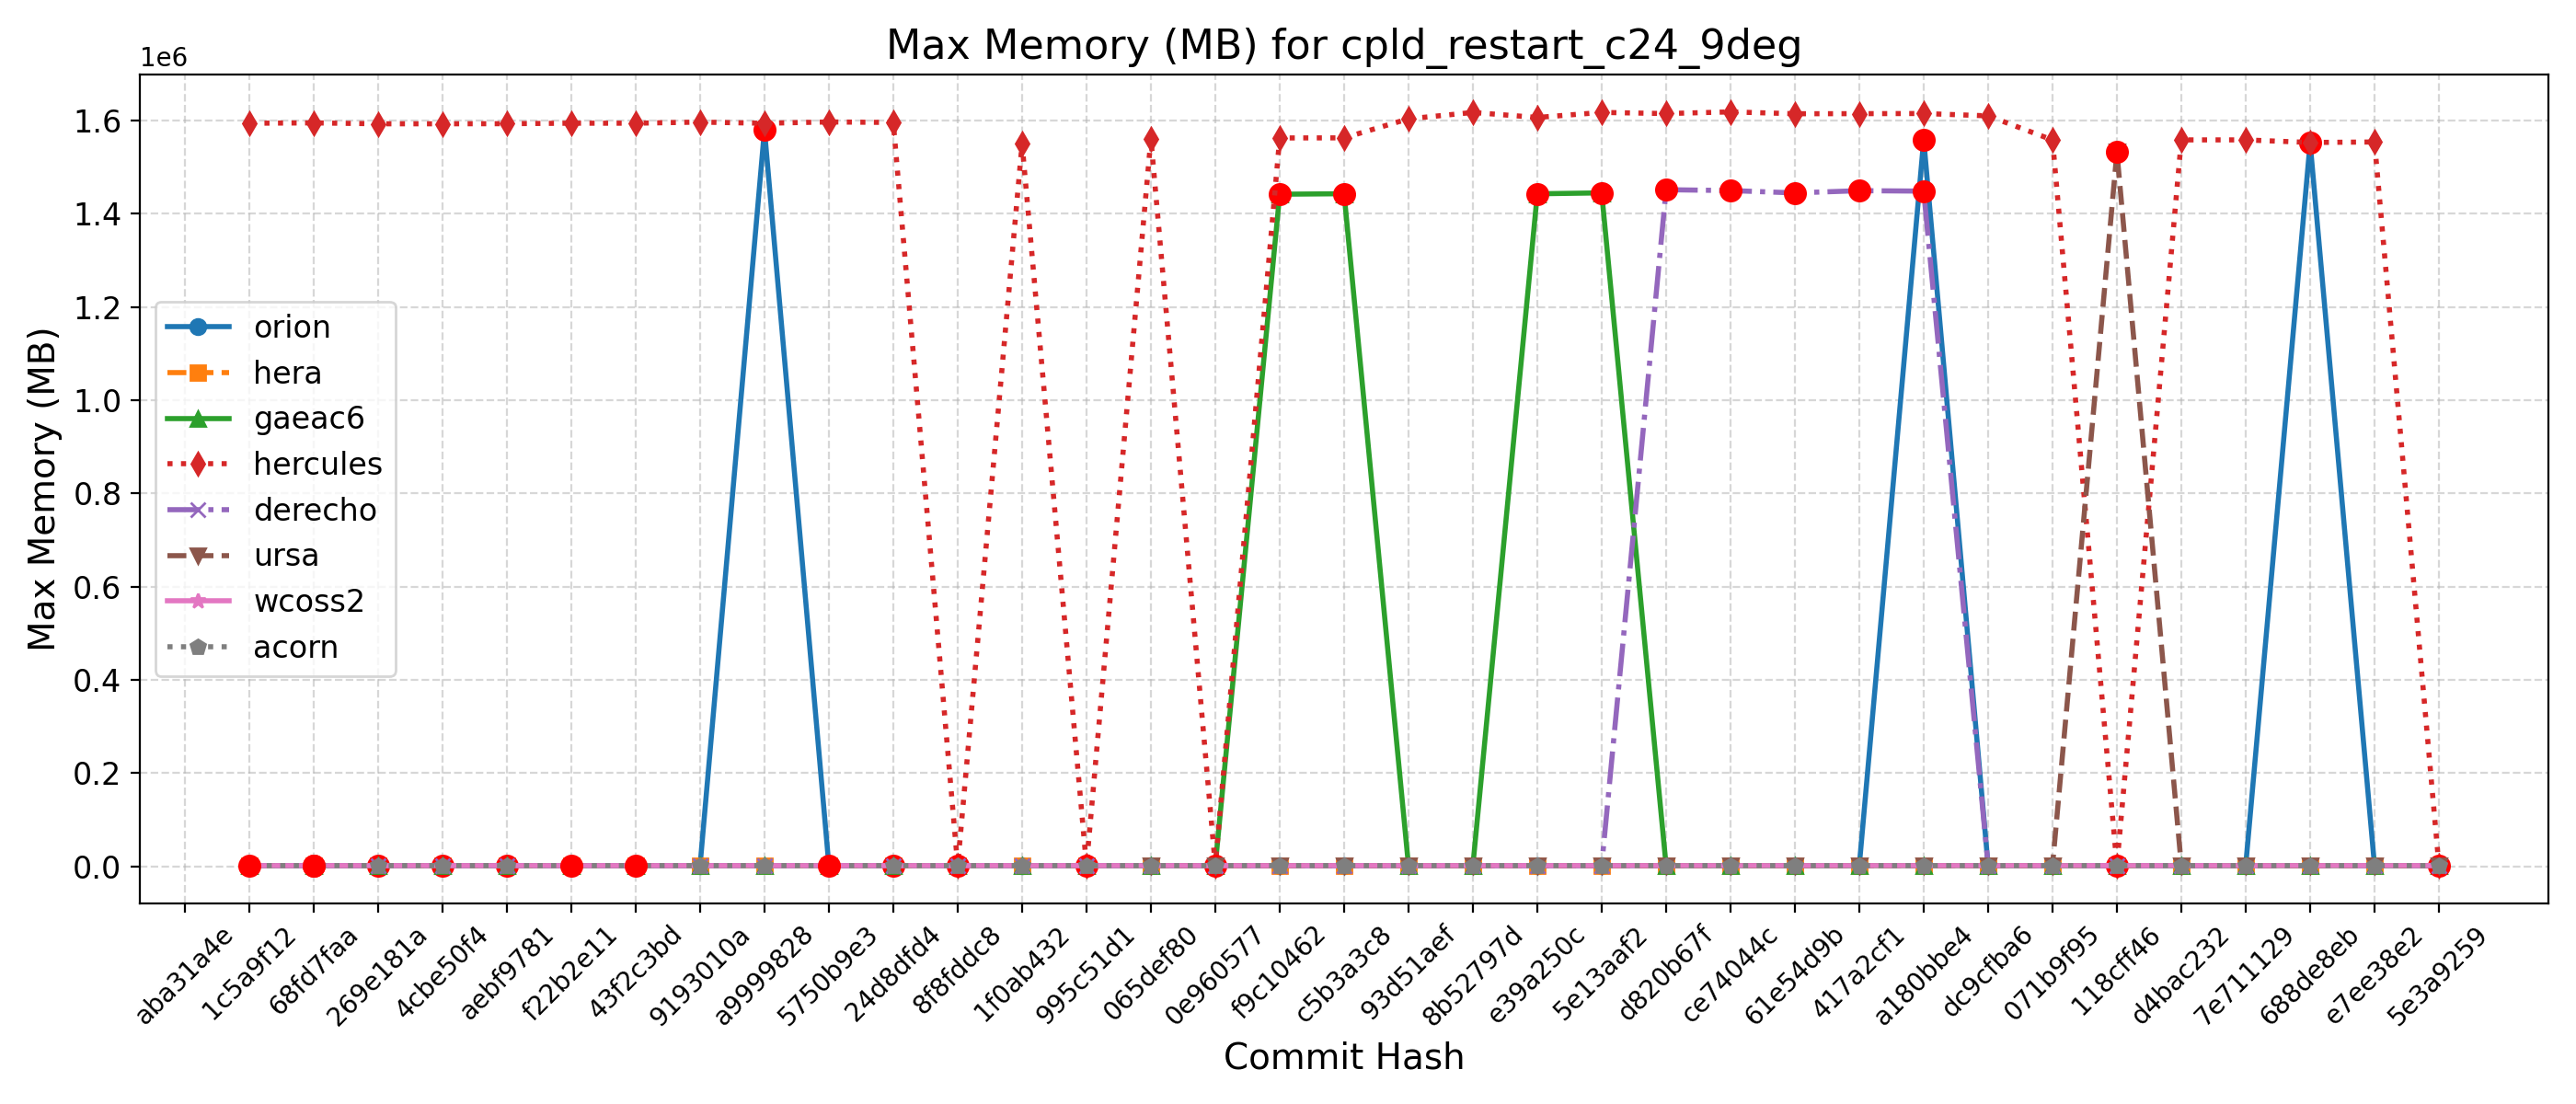 Max Memory (MB) for cpld_restart_c24_9deg
1e6
1.6
1.4
1.2
1.0
0.8
0.6
0.4
0.2
0.0
Max Memory (MB)
orion
hera
gaeac6
hercules
derecho
ursa
wcoss2
acorn
aba31a4e
1c5a9f12
68fd7faa
269e181a
4cbe50f4
aebf9781
f22b2e11
43f2c3bd
9193010a
a9999828
5750b9e3
24d8dfd4
8f8fddc8
1f0ab432
995c51d1
065def80
0e960577
f9c10462
c5b3a3c8
93d51aef
8b52797d
e39a250c
5e13aaf2
d820b67f
ce74044c
61e54d9b
417a2cf1
a180bbe4
dc9cfba6
071b9f95
118cff46
d4bac232
7e711129
688de8eb
e7ee38e2
5e3a9259
Commit Hash